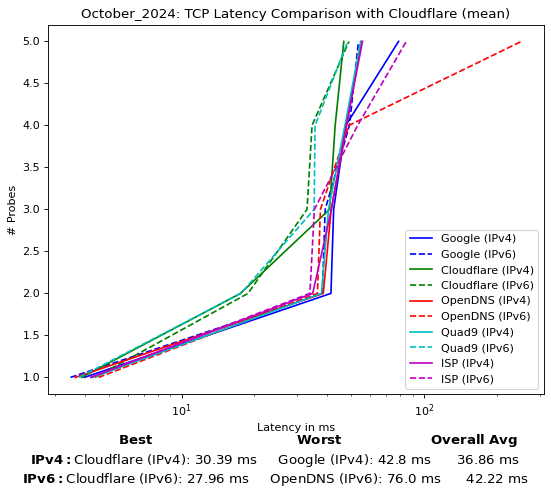 October_2024: TCP Latency Comparison with Cloudflare (mean)
5.0
4.5
4.0
3.5
3.0
2.5
2.0
1.5
1.0
# Probes
Google (IPv4)
Google (IPv6)
Cloudflare (IPv4)
Cloudflare (IPv6)
OpenDNS (IPv4)
OpenDNS (IPv6)
Quad9 (IPv4)
Quad9 (IPv6)
ISP (IPv4)
ISP (IPv6)
10¹ 10²
Latency in ms
Best Worst Overall Avg
IPv4: Cloudflare (IPv4): 30.39 ms Google (IPv4): 42.8 ms 36.86 ms
IPv6: Cloudflare (IPv6): 27.96 ms OpenDNS (IPv6): 76.0 ms 42.22 ms